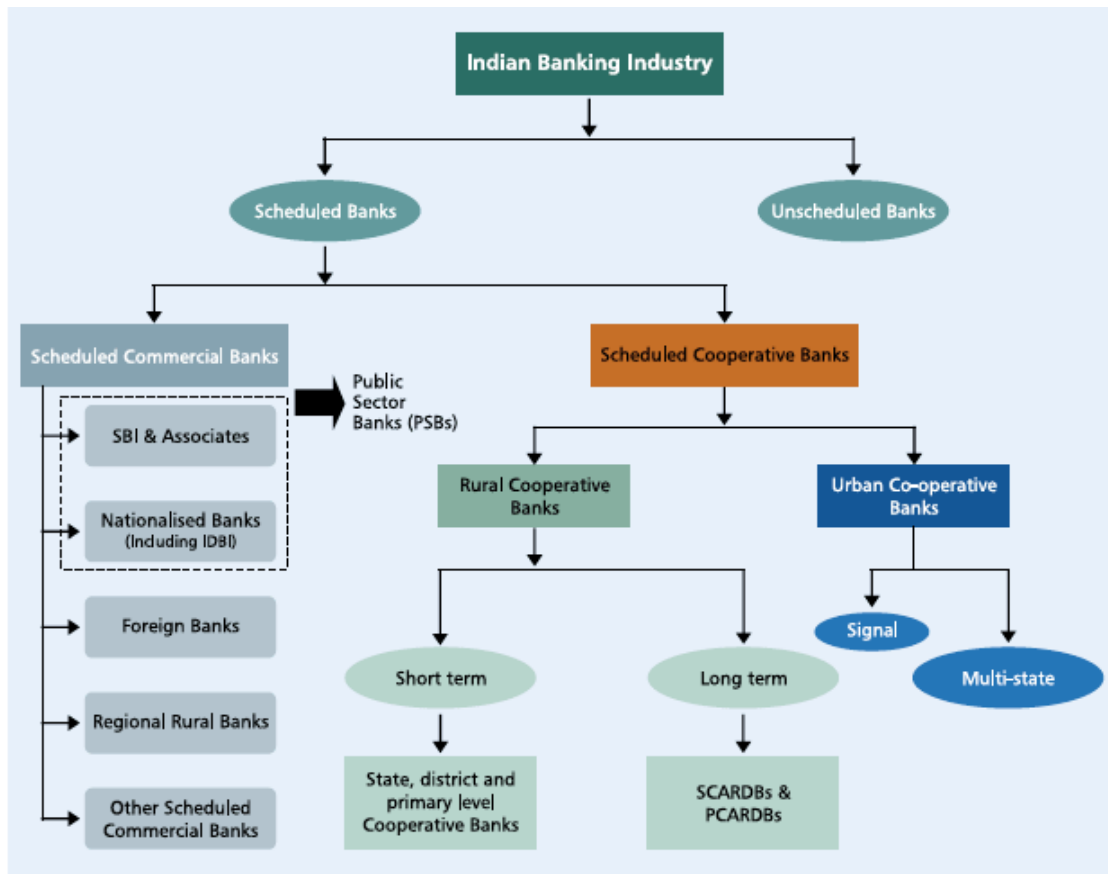 Indian Banking Industry
Scheduled Banks
Unscheduled Banks
Scheduled Commercial Banks
Scheduled Cooperative Banks
Public
Sector
Banks (PSBs)
SBI & Associates
Nationalised Banks
(Including IDBI)
Foreign Banks
Regional Rural Banks
Other Scheduled
Commercial Banks
Rural Cooperative
Banks
Urban Co-operative
Banks
Short term
Long term
Signal
Multi-state
State, district and
primary level
Cooperative Banks
SCARDBs &
PCARDBs